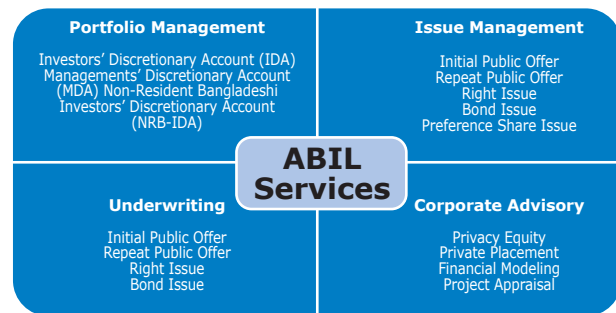 Portfolio Management
Investors’ Discretionary Account (IDA)
Managements’ Discretionary Account
(MDA) Non-Resident Bangladeshi
Investors’ Discretionary Account
(NRB-IDA)
Issue Management
Initial Public Offer
Repeat Public Offer
Right Issue
Bond Issue
Preference Share Issue
ABIL
Services
Underwriting
Initial Public Offer
Repeat Public Offer
Right Issue
Bond Issue
Corporate Advisory
Privacy Equity
Private Placement
Financial Modeling
Project Appraisal